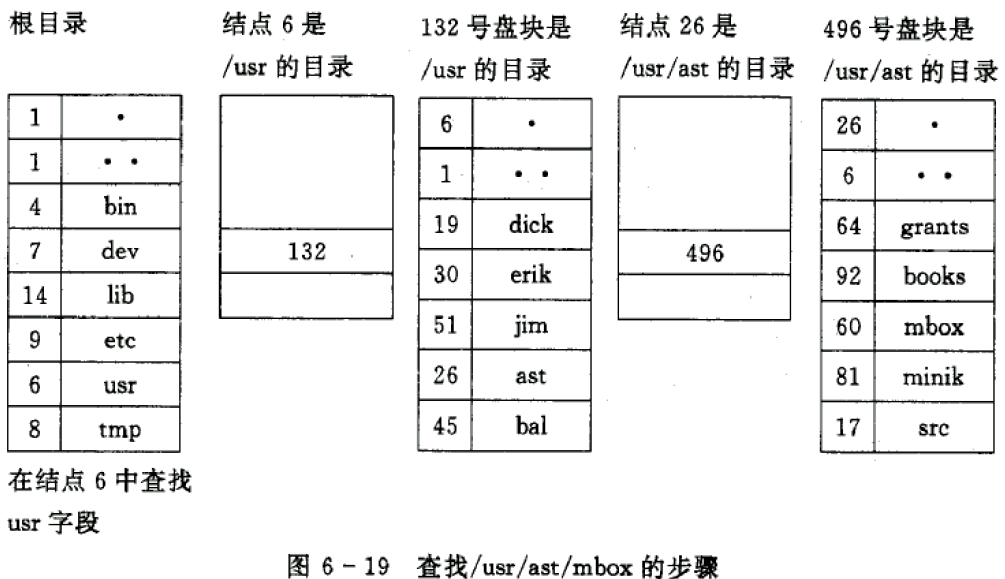 根目录
1 •
1 • •
4 bin
7 dev
14 lib
9 etc
6 usr
8 tmp
在结点 6 中查找
usr 字段
结点 6 是
/usr 的目录
132
132 号盘块是
/usr 的目录
6 •
1 • •
19 dick
30 erik
51 jim
26 ast
45 bal
结点 26 是
/usr/ast 的目录
496
496 号盘块是
/usr/ast 的目录
26 •
6 • •
64 grants
92 books
60 mbox
81 minik
17 src
图 6-19 查找/usr/ast/mbox 的步骤